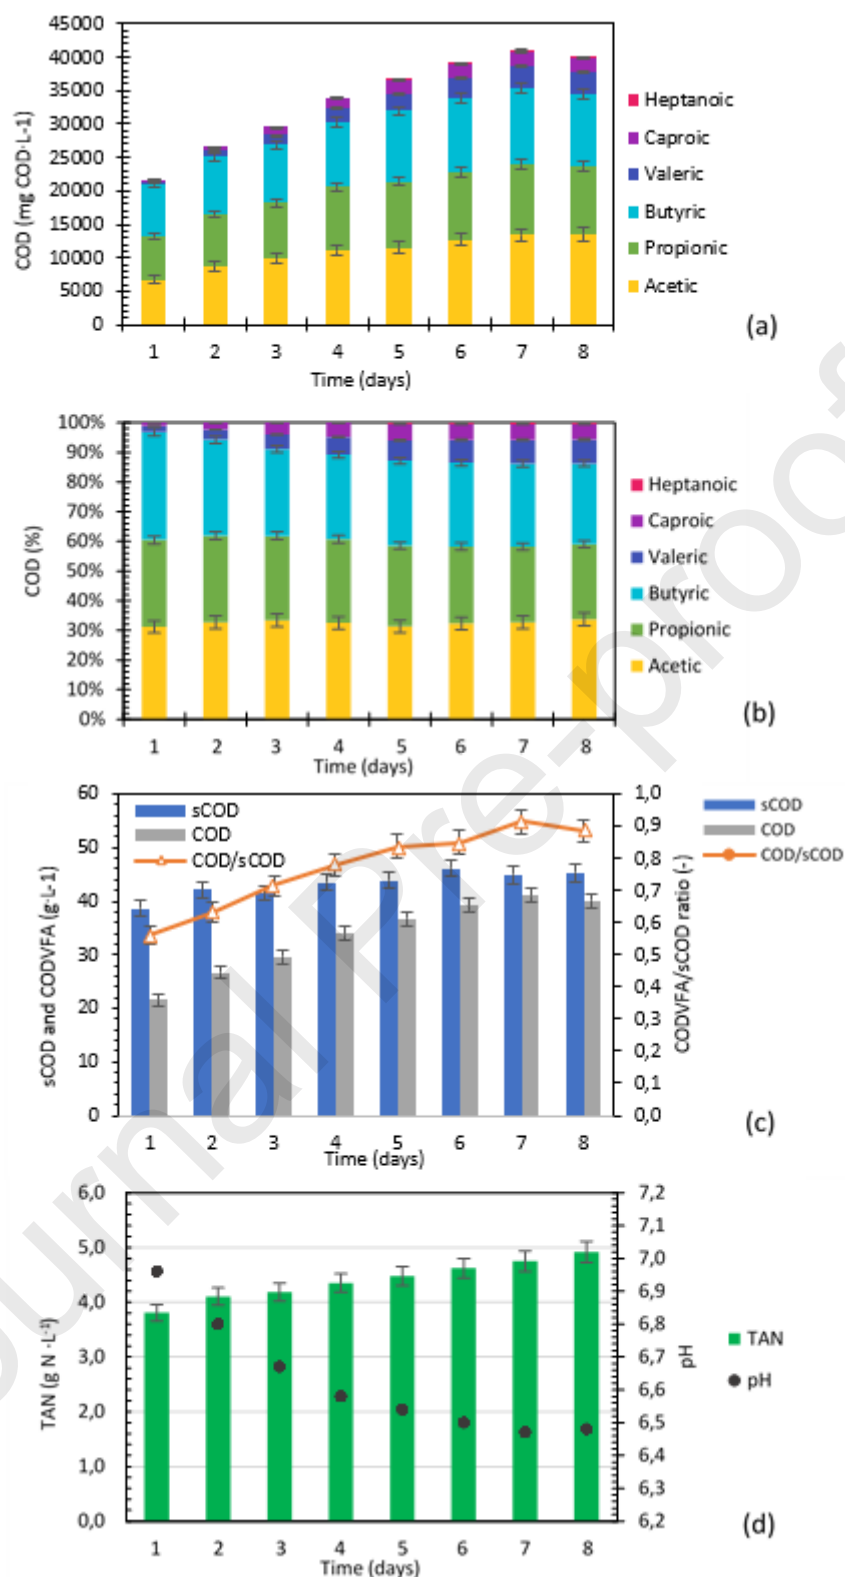 45000
40000
35000
30000
25000
20000
15000
10000
5000
0
COD (mg COD·L-1)
1 2 3 4 5 6 7 8
Time (days)
Heptanoic
Caproic
Valeric
Butyric
Propionic
Acetic
(a)
100%
90%
80%
70%
60%
50%
40%
30%
20%
10%
0%
COD (%)
1 2 3 4 5 6 7 8
Time (days)
Heptanoic
Caproic
Valeric
Butyric
Propionic
Acetic
(b)
60
50
40
30
20
10
0
sCOD and CODVFA (g·L-1)
sCOD
COD
COD/sCOD
1 2 3 4 5 6 7 8
Time (days)
1,0
0,9
0,8
0,7
0,6
0,5
0,4
0,3
0,2
0,1
0,0
CODVFA/sCOD ratio (-)
sCOD
COD
COD/sCOD
(c)
6,0
5,0
4,0
3,0
2,0
1,0
0,0
TAN (g N ·L-¹)
1 2 3 4 5 6 7 8
Time (days)
7,2
7,1
7,0
6,9
6,8
6,7
6,6
6,5
6,4
6,3
6,2
pH
TAN
pH
(d)
ournal Pre-proof